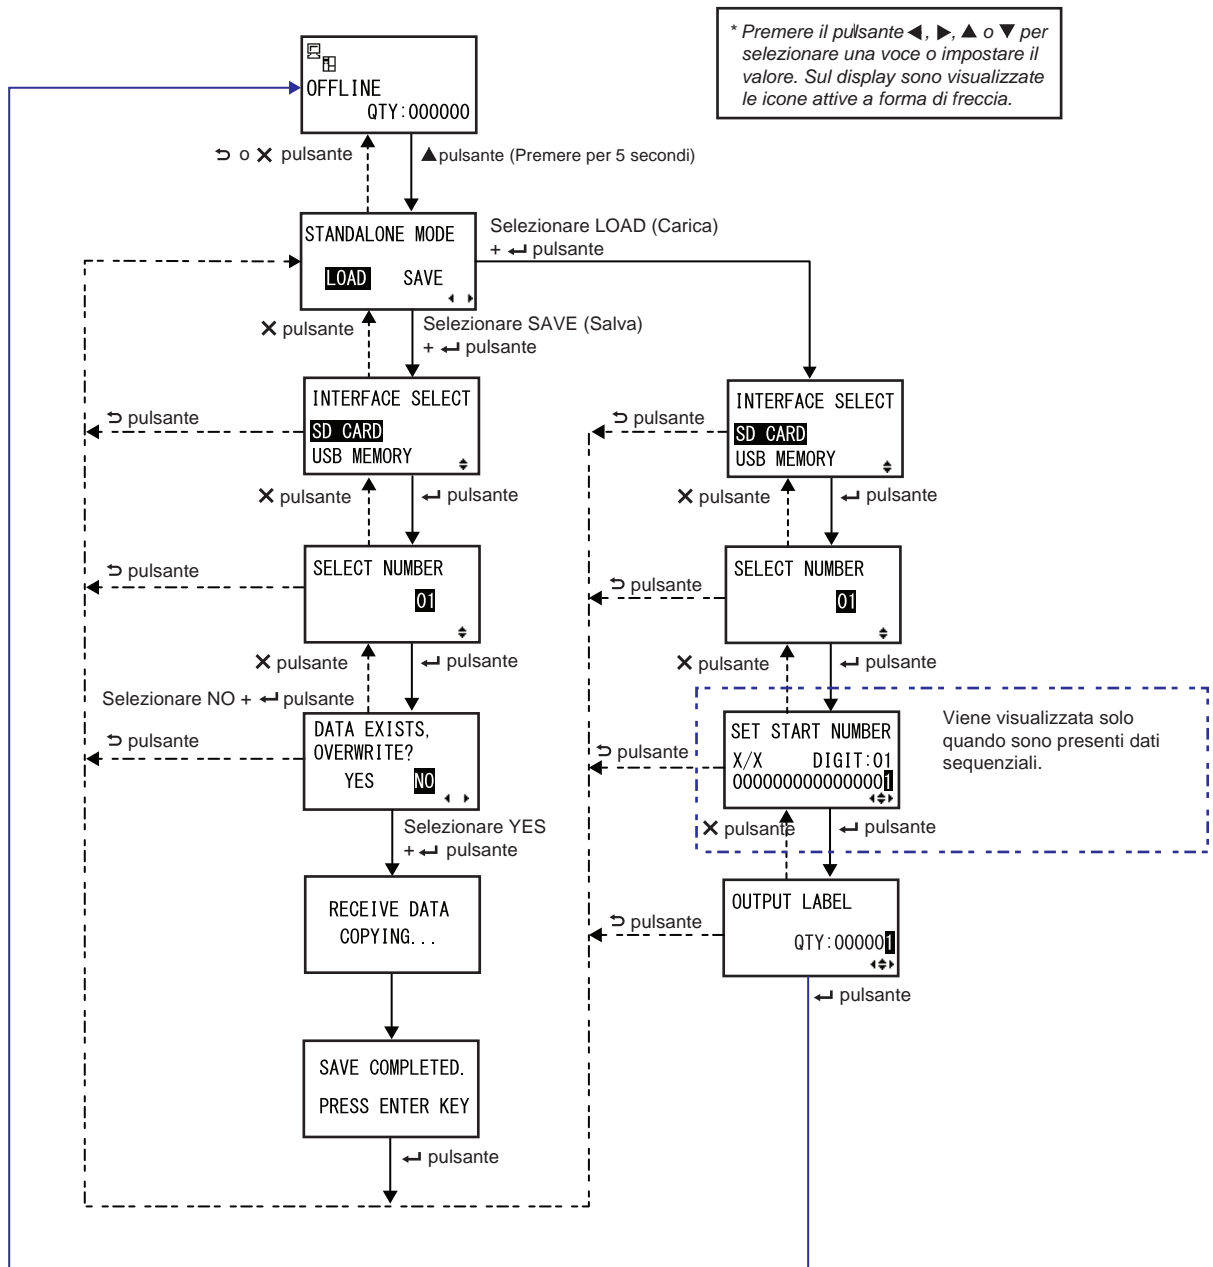 * Premere il pulsante ◀, ▶, ▲ o ▼ per
selezionare una voce o impostare il
valore. Sul display sono visualizzate
le icone attive a forma di freccia.
OFFLINE
QTY:000000
⮌ o ✕ pulsante
▲pulsante (Premere per 5 secondi)
STANDALONE MODE
LOAD SAVE
Selezionare LOAD (Carica)
+ ↵ pulsante
✕ pulsante
Selezionare SAVE (Salva)
+ ↵ pulsante
INTERFACE SELECT
SD CARD
USB MEMORY
⮌ pulsante
✕ pulsante
↵ pulsante
SELECT NUMBER
01
⮌ pulsante
✕ pulsante
↵ pulsante
Selezionare NO + ↵ pulsante
DATA EXISTS,
OVERWRITE?
YES NO
⮌ pulsante
Selezionare YES
+ ↵ pulsante
RECEIVE DATA
COPYING...
SAVE COMPLETED.
PRESS ENTER KEY
↵ pulsante
INTERFACE SELECT
SD CARD
USB MEMORY
⮌ pulsante
✕ pulsante
↵ pulsante
SELECT NUMBER
01
⮌ pulsante
✕ pulsante
↵ pulsante
SET START NUMBER
X/X DIGIT:01
0000000000000001
Viene visualizzata solo
quando sono presenti dati
sequenziali.
⮌ pulsante
✕ pulsante
↵ pulsante
OUTPUT LABEL
QTY:000001
⮌ pulsante
↵ pulsante